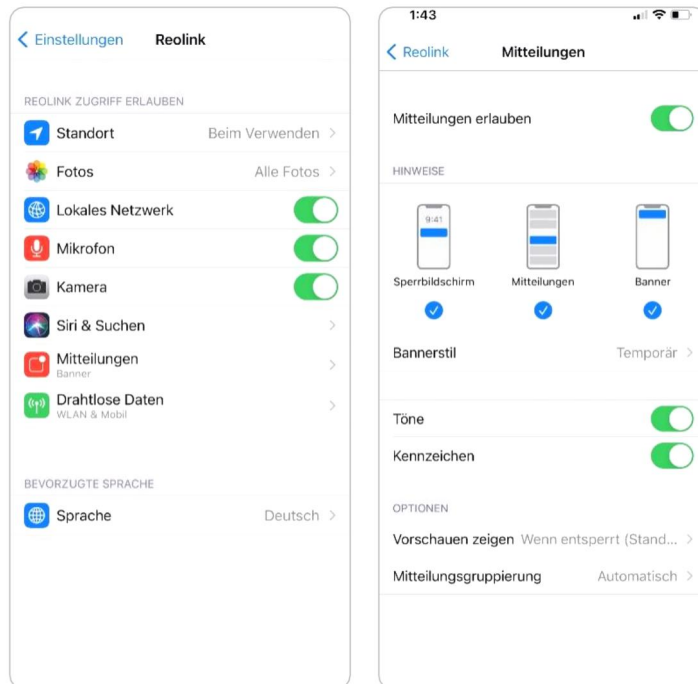 Einstellungen Reolink
REOLINK ZUGRIFF ERLAUBEN
Standort Beim Verwenden
Fotos Alle Fotos
Lokales Netzwerk
Mikrofon
Kamera
Siri & Suchen
Mitteilungen
Banner
Drahtlose Daten
WLAN & Mobil
BEVORZUGTE SPRACHE
Sprache Deutsch
1:43
Reolink Mitteilungen
Mitteilungen erlauben
HINWEISE
9:41
Sperrbildschirm Mitteilungen Banner
Bannerstil Temporär
Töne
Kennzeichen
OPTIONEN
Vorschauen zeigen Wenn entsperrt (Stand...
Mitteilungsgruppierung Automatisch